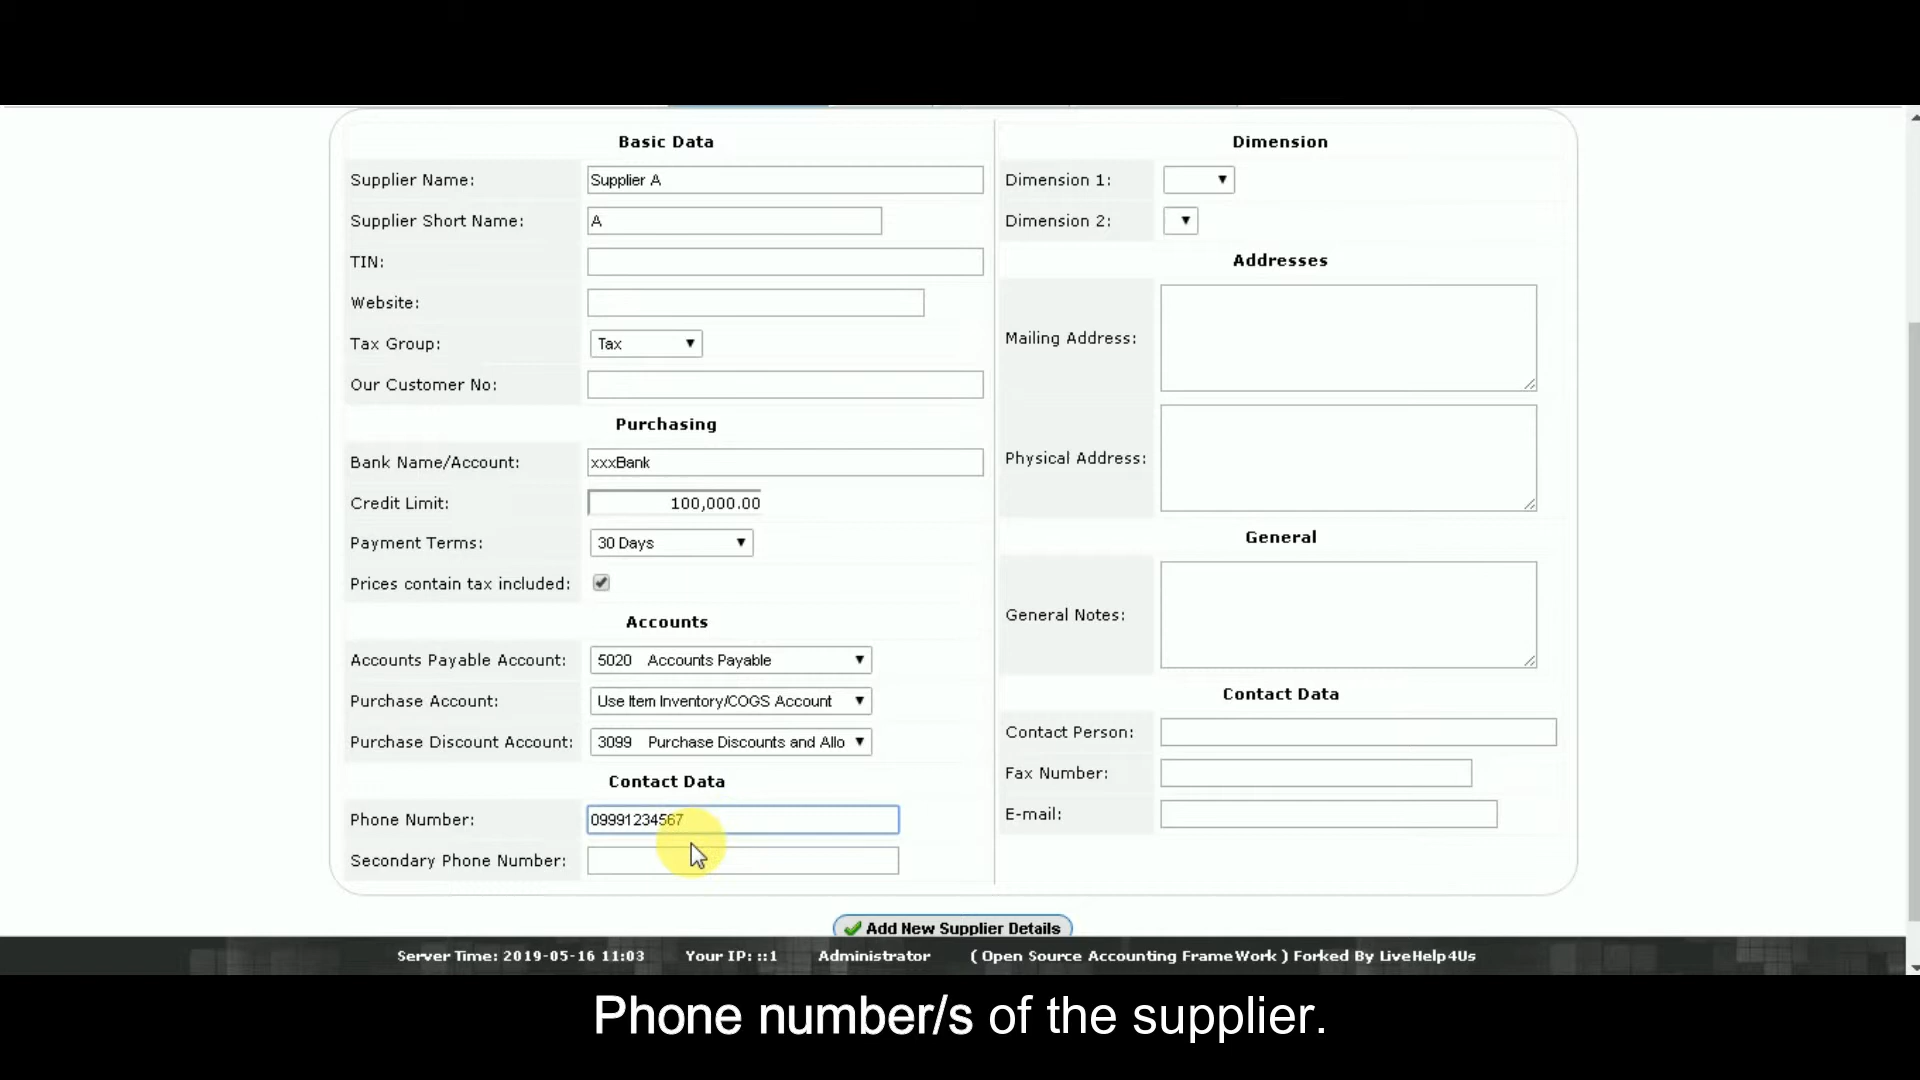 Basic Data
Supplier Name: Supplier A
Supplier Short Name: A
TIN:
Website:
Tax Group: Tax
Our Customer No:
Purchasing
Bank Name/Account: xxxBank
Credit Limit: 100,000.00
Payment Terms: 30 Days
Prices contain tax included:
Accounts
Accounts Payable Account: 5020 Accounts Payable
Purchase Account: Use Item Inventory/COGS Account
Purchase Discount Account: 3099 Purchase Discounts and Allo
Contact Data
Phone Number: 09991234567
Secondary Phone Number:
Dimension
Dimension 1:
Dimension 2:
Addresses
Mailing Address:
Physical Address:
General
General Notes:
Contact Data
Contact Person:
Fax Number:
E-mail:
Add New Supplier Details
Server Time: 2019-05-16 11:03 Your IP: ::1 Administrator ( Open Source Accounting FrameWork ) Forked By LiveHelp4Us
Phone number/s of the supplier.